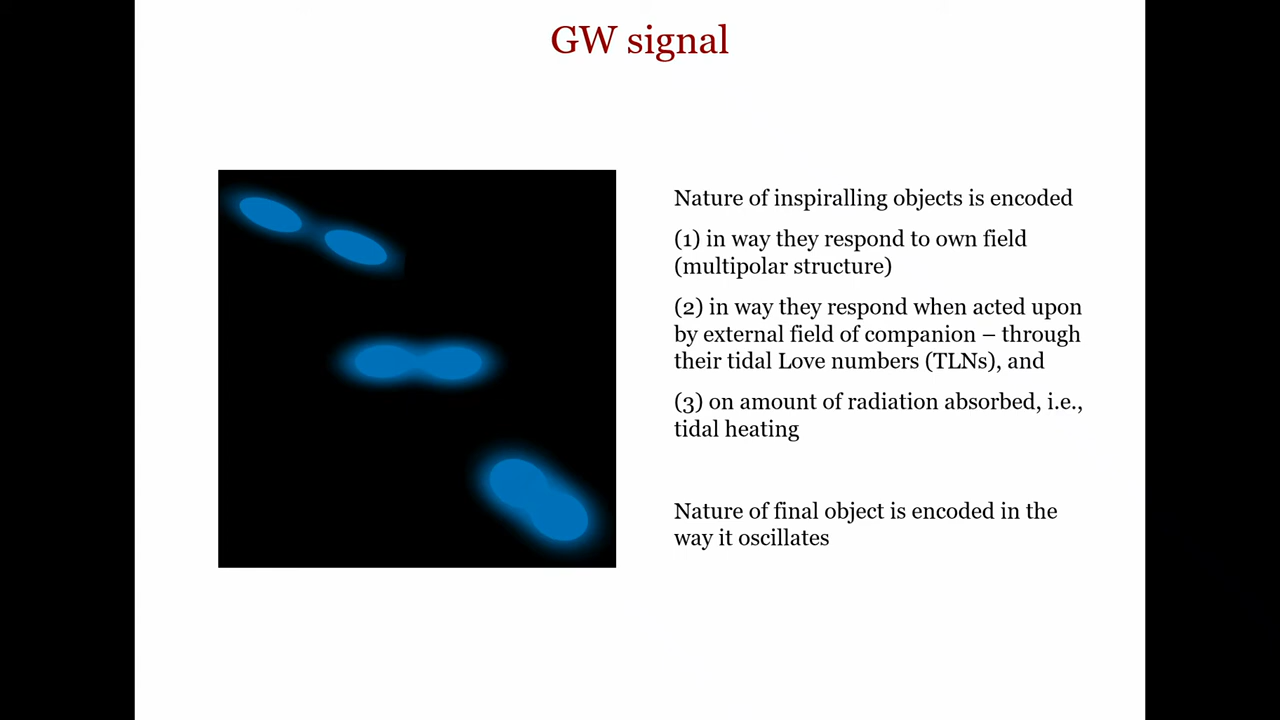 GW signal
Nature of inspiralling objects is encoded
(1) in way they respond to own field
(multipolar structure)
(2) in way they respond when acted upon
by external field of companion – through
their tidal Love numbers (TLNs), and
(3) on amount of radiation absorbed, i.e.,
tidal heating
Nature of final object is encoded in the
way it oscillates